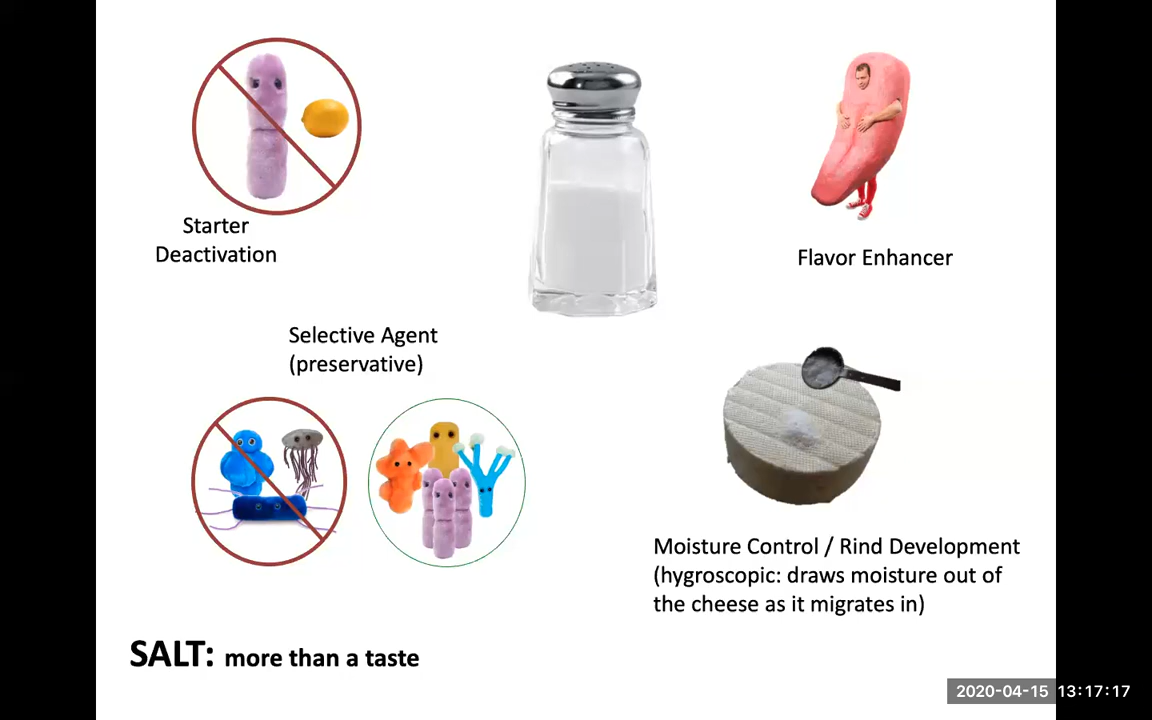 Starter
Deactivation
Flavor Enhancer
Selective Agent
(preservative)
Moisture Control / Rind Development
(hygroscopic: draws moisture out of
the cheese as it migrates in)
SALT: more than a taste
2020-04-15 13:17:17